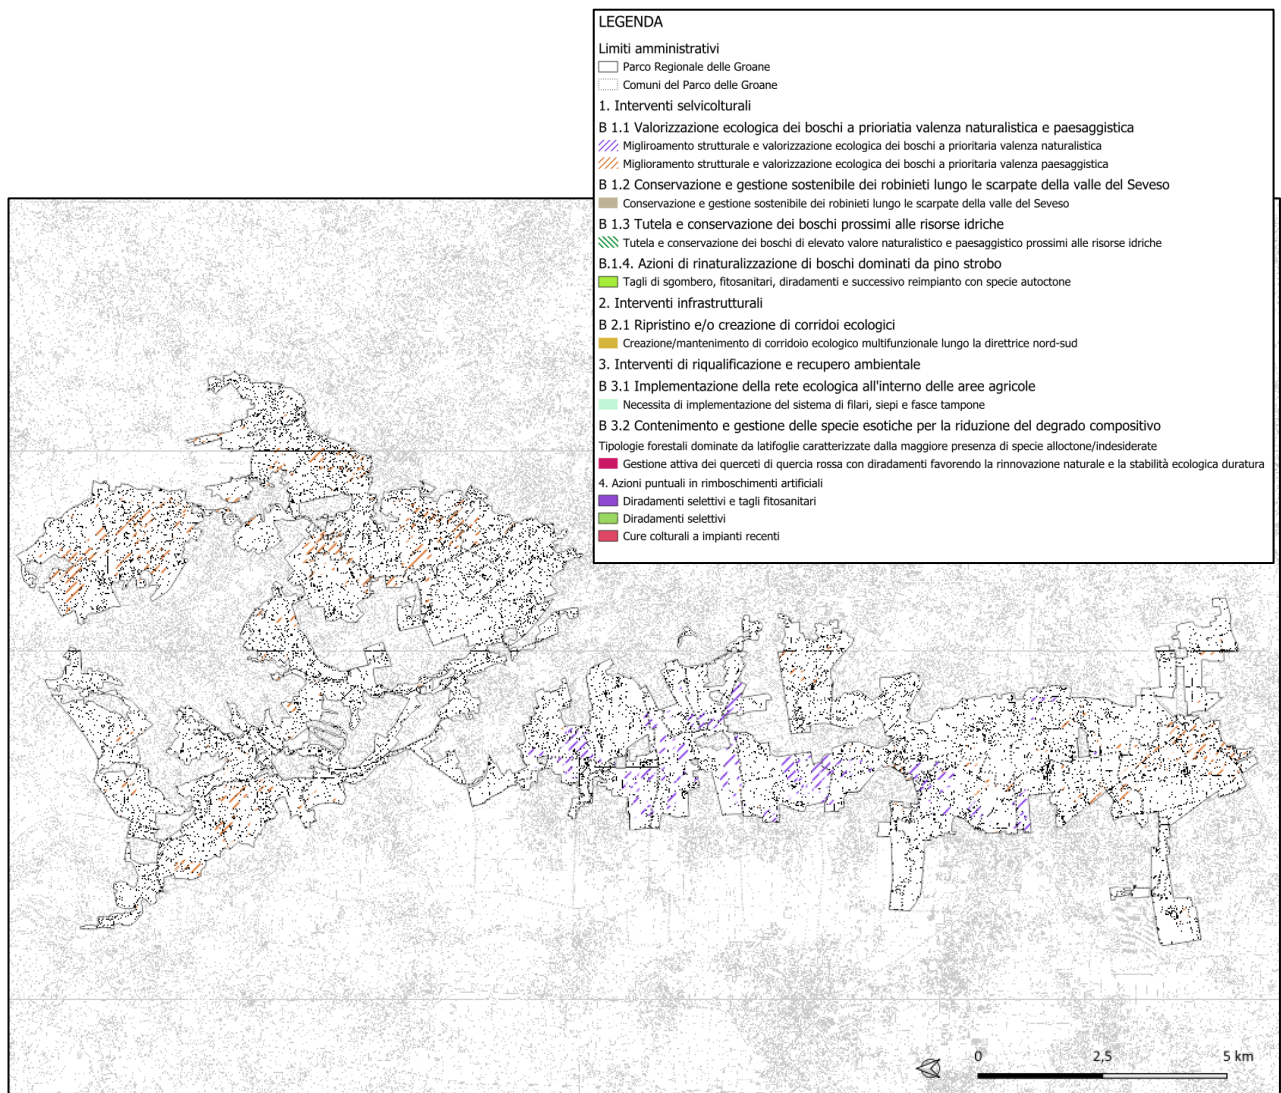 LEGENDA
Limiti amministrativi
Parco Regionale delle Groane
Comuni del Parco delle Groane
1. Interventi selvicolturali
B 1.1 Valorizzazione ecologica dei boschi a prioriatia valenza naturalistica e paesaggistica
Migliroamento strutturale e valorizzazione ecologica dei boschi a prioritaria valenza naturalistica
Miglioramento strutturale e valorizzazione ecologica dei boschi a prioritaria valenza paesaggistica
B 1.2 Conservazione e gestione sostenibile dei robinieti lungo le scarpate della valle del Seveso
Conservazione e gestione sostenibile dei robinieti lungo le scarpate della valle del Seveso
B 1.3 Tutela e conservazione dei boschi prossimi alle risorse idriche
Tutela e conservazione dei boschi di elevato valore naturalistico e paesaggistico prossimi alle risorse idriche
B.1.4. Azioni di rinaturalizzazione di boschi dominati da pino strobo
Tagli di sgombero, fitosanitari, diradamenti e successivo reimpianto con specie autoctone
2. Interventi infrastrutturali
B 2.1 Ripristino e/o creazione di corridoi ecologici
Creazione/mantenimento di corridoio ecologico multifunzionale lungo la direttrice nord-sud
3. Interventi di riqualificazione e recupero ambientale
B 3.1 Implementazione della rete ecologica all'interno delle aree agricole
Necessita di implementazione del sistema di filari, siepi e fasce tampone
B 3.2 Contenimento e gestione delle specie esotiche per la riduzione del degrado compositivo
Tipologie forestali dominate da latifoglie caratterizzate dalla maggiore presenza di specie alloctone/indesiderate
Gestione attiva dei querceti di quercia rossa con diradamenti favorendo la rinnovazione naturale e la stabilità ecologica duratura
4. Azioni puntuali in rimboschimenti artificiali
Diradamenti selettivi e tagli fitosanitari
Diradamenti selettivi
Cure colturali a impianti recenti
0 2,5 5 km